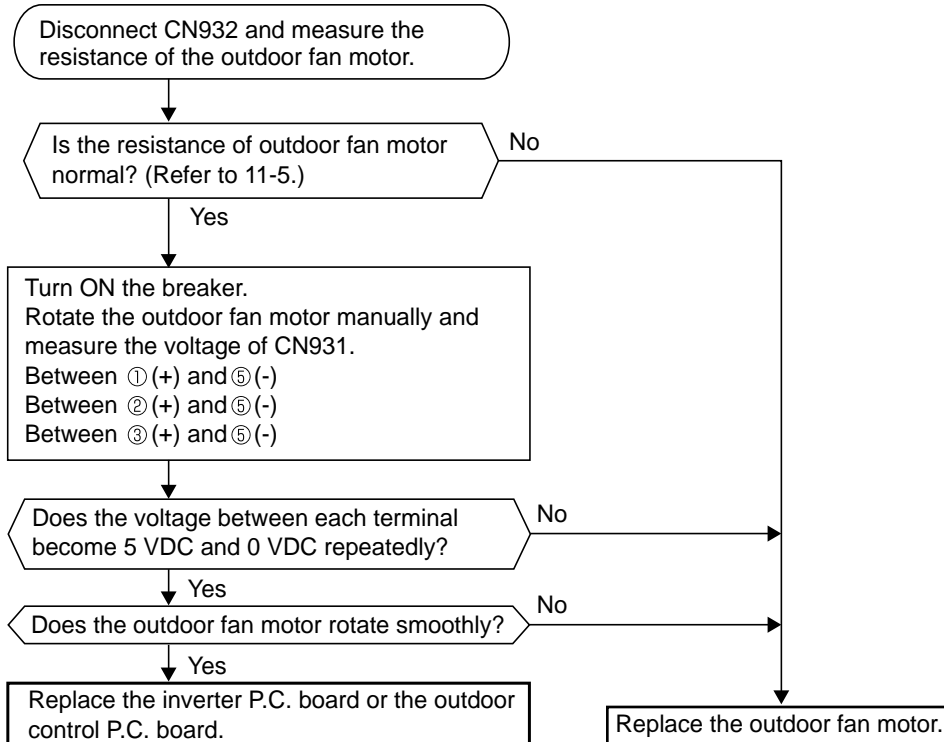 Disconnect CN932 and measure the
resistance of the outdoor fan motor.
Is the resistance of outdoor fan motor
normal? (Refer to 11-5.)
No
Yes
Turn ON the breaker.
Rotate the outdoor fan motor manually and
measure the voltage of CN931.
Between ① (+) and ⑤ (-)
Between ② (+) and ⑤ (-)
Between ③ (+) and ⑤ (-)
Does the voltage between each terminal
become 5 VDC and 0 VDC repeatedly?
No
Yes
Does the outdoor fan motor rotate smoothly?
No
Yes
Replace the inverter P.C. board or the outdoor
control P.C. board.
Replace the outdoor fan motor.